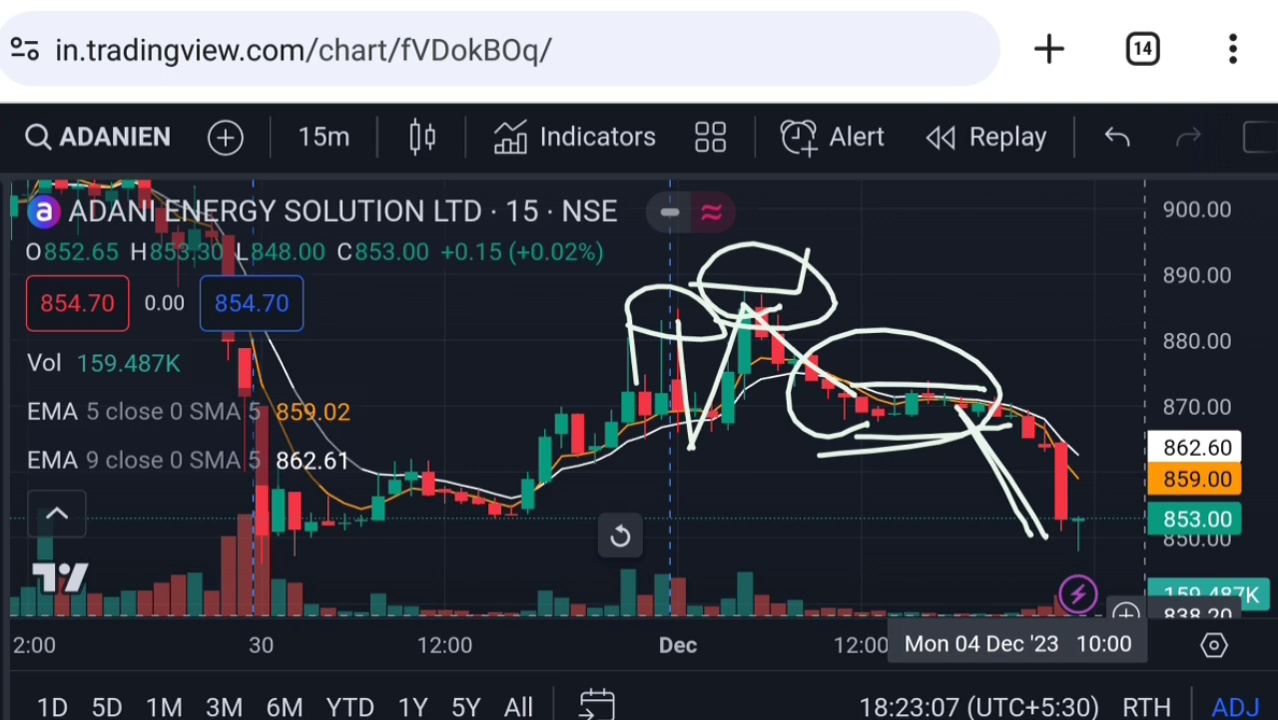 in.tradingview.com/chart/fVDokBOq/ 14
ADANIEN 15m Indicators Alert Replay
a ADANI ENERGY SOLUTION LTD · 15 · NSE
O852.65 H853.30 L848.00 C853.00 +0.15 (+0.02%)
854.70 0.00 854.70
Vol 159.487K
EMA 5 close 0 SMA 5 859.02
EMA 9 close 0 SMA 5 862.61
900.00
890.00
880.00
870.00
862.60
859.00
853.00
850.00
159.487K
838.20
2:00 30 12:00 Dec 12:00 Mon 04 Dec '23 10:00
1D 5D 1M 3M 6M YTD 1Y 5Y All 18:23:07 (UTC+5:30) RTH ADJ